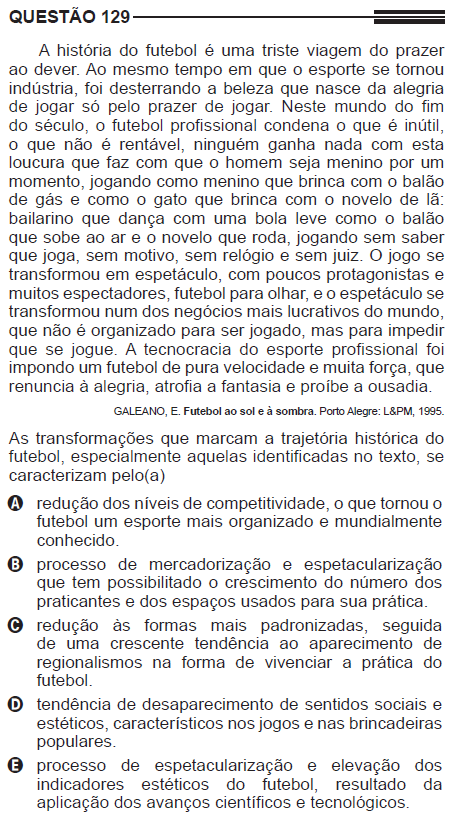 QUESTÃO 129
A história do futebol é uma triste viagem do prazer
ao dever. Ao mesmo tempo em que o esporte se tornou
indústria, foi desterrando a beleza que nasce da alegria
de jogar só pelo prazer de jogar. Neste mundo do fim
do século, o futebol profissional condena o que é inútil,
o que não é rentável, ninguém ganha nada com esta
loucura que faz com que o homem seja menino por um
momento, jogando como menino que brinca com o balão
de gás e como o gato que brinca com o novelo de lã:
bailarino que dança com uma bola leve como o balão
que sobe ao ar e o novelo que roda, jogando sem saber
que joga, sem motivo, sem relógio e sem juiz. O jogo se
transformou em espetáculo, com poucos protagonistas e
muitos espectadores, futebol para olhar, e o espetáculo se
transformou num dos negócios mais lucrativos do mundo,
que não é organizado para ser jogado, mas para impedir
que se jogue. A tecnocracia do esporte profissional foi
impondo um futebol de pura velocidade e muita força, que
renuncia à alegria, atrofia a fantasia e proíbe a ousadia.
GALEANO, E. Futebol ao sol e à sombra. Porto Alegre: L&PM, 1995.
As transformações que marcam a trajetória histórica do
futebol, especialmente aquelas identificadas no texto, se
caracterizam pelo(a)
A redução dos níveis de competitividade, o que tornou o
futebol um esporte mais organizado e mundialmente
conhecido.
B processo de mercadorização e espetacularização
que tem possibilitado o crescimento do número dos
praticantes e dos espaços usados para sua prática.
C redução às formas mais padronizadas, seguida
de uma crescente tendência ao aparecimento de
regionalismos na forma de vivenciar a prática do
futebol.
D tendência de desaparecimento de sentidos sociais e
estéticos, característicos nos jogos e nas brincadeiras
populares.
E processo de espetacularização e elevação dos
indicadores estéticos do futebol, resultado da
aplicação dos avanços científicos e tecnológicos.